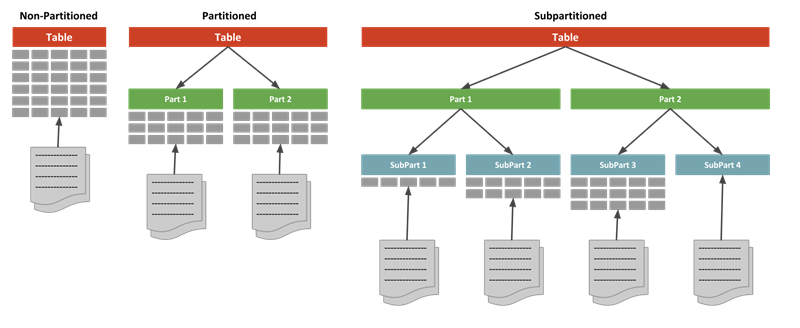 Non-Partitioned
Table
Partitioned
Table
Part 1
Part 2
Subpartitioned
Table
Part 1
Part 2
SubPart 1
SubPart 2
SubPart 3
SubPart 4